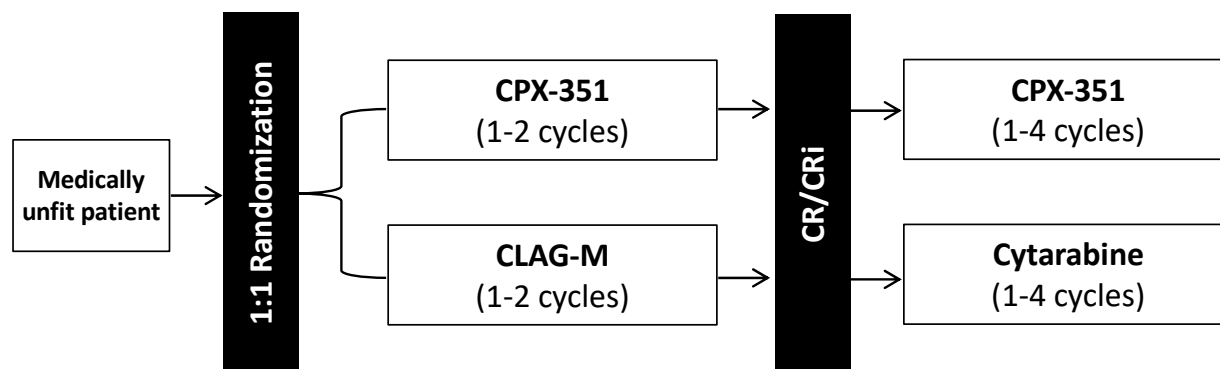 Medically
unfit patient
1:1 Randomization
CPX-351
(1-2 cycles)
CLAG-M
(1-2 cycles)
CR/CRi
CPX-351
(1-4 cycles)
Cytarabine
(1-4 cycles)